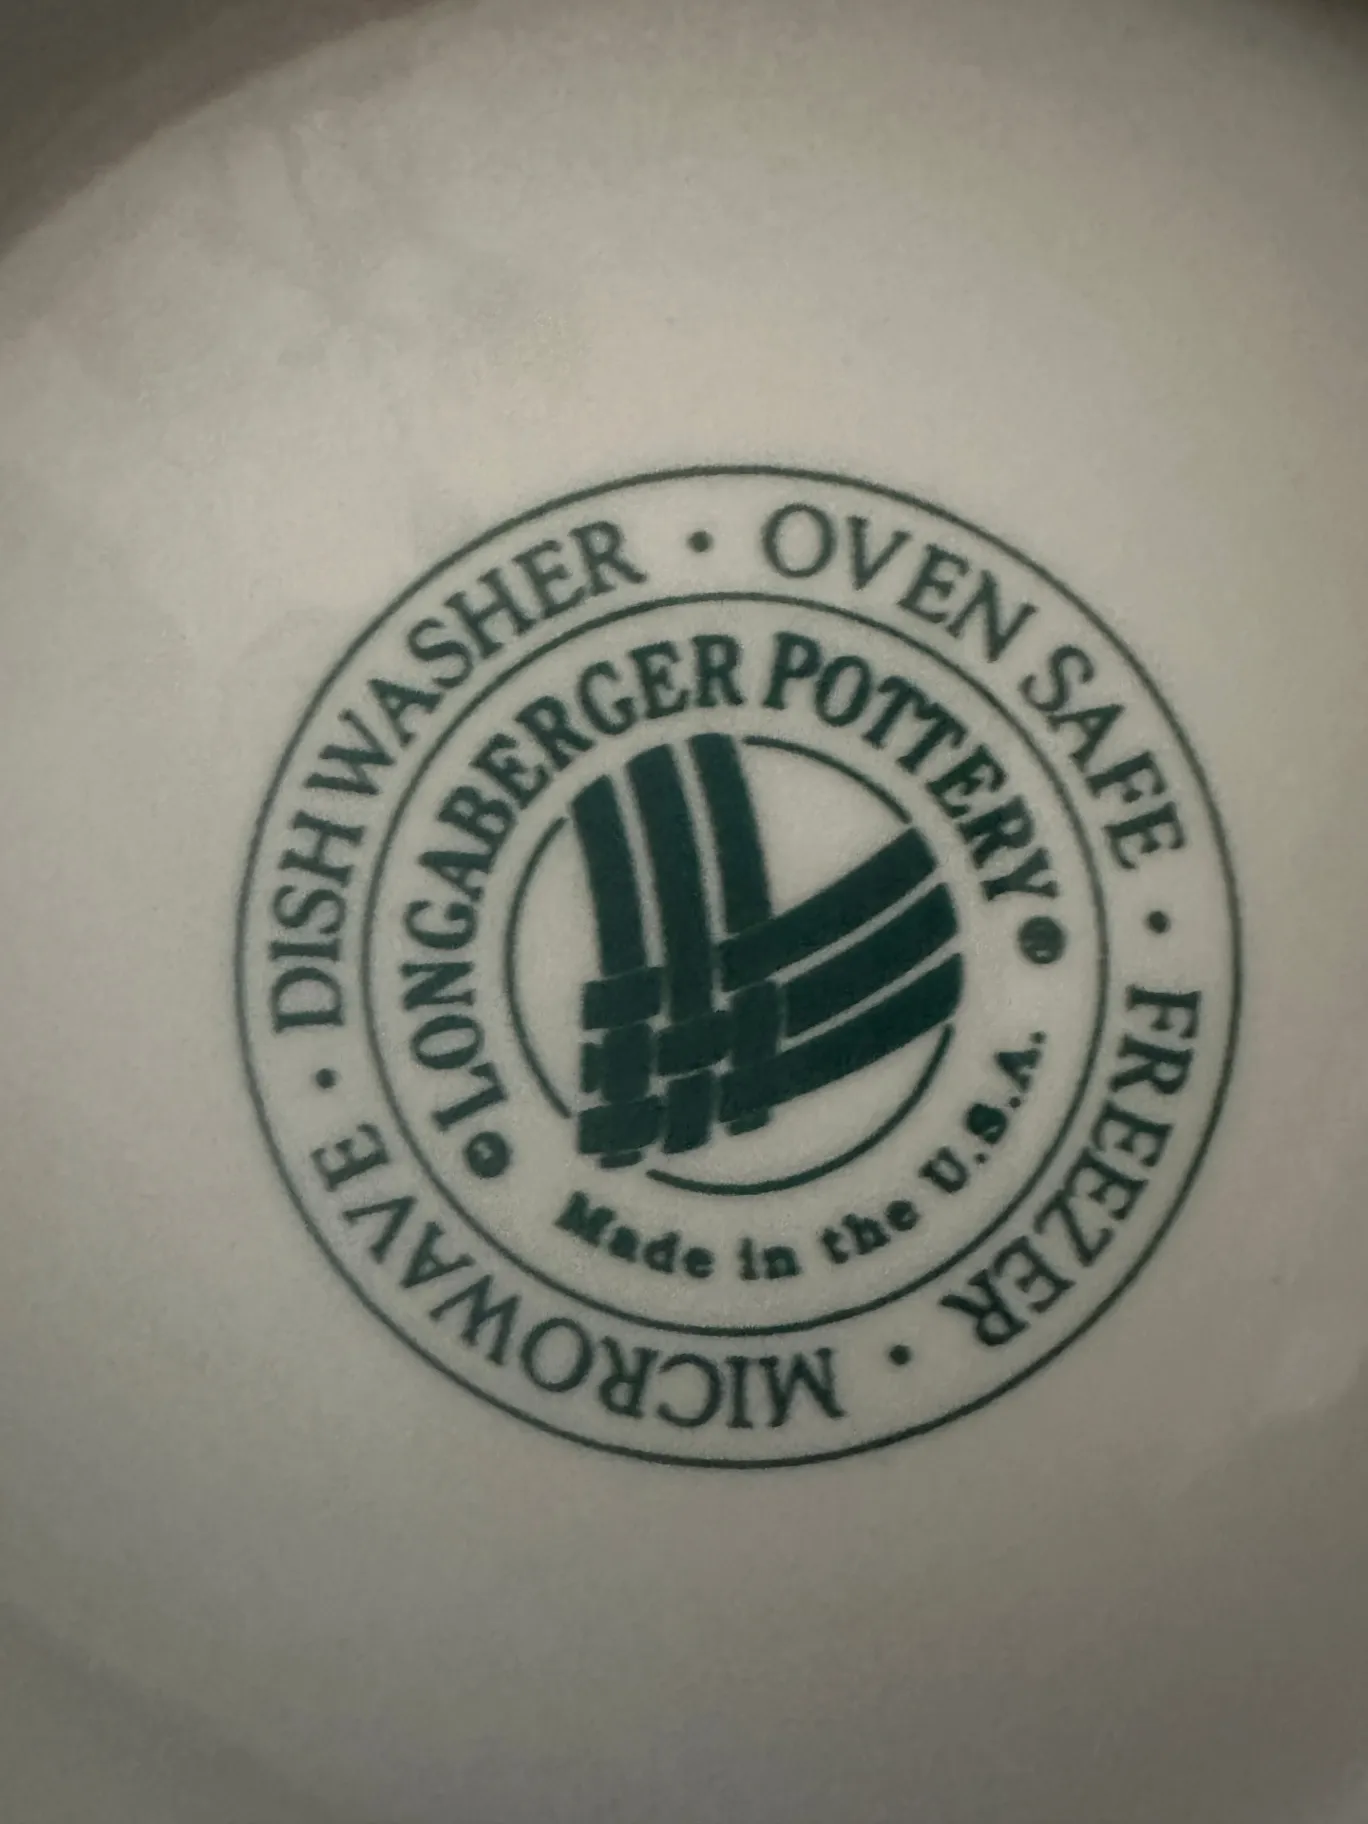 DISHWASHER • OVEN SAFE • FREEZER • MICROWAVE •
LONGABERGER POTTERY®
Made in the U.S.A.